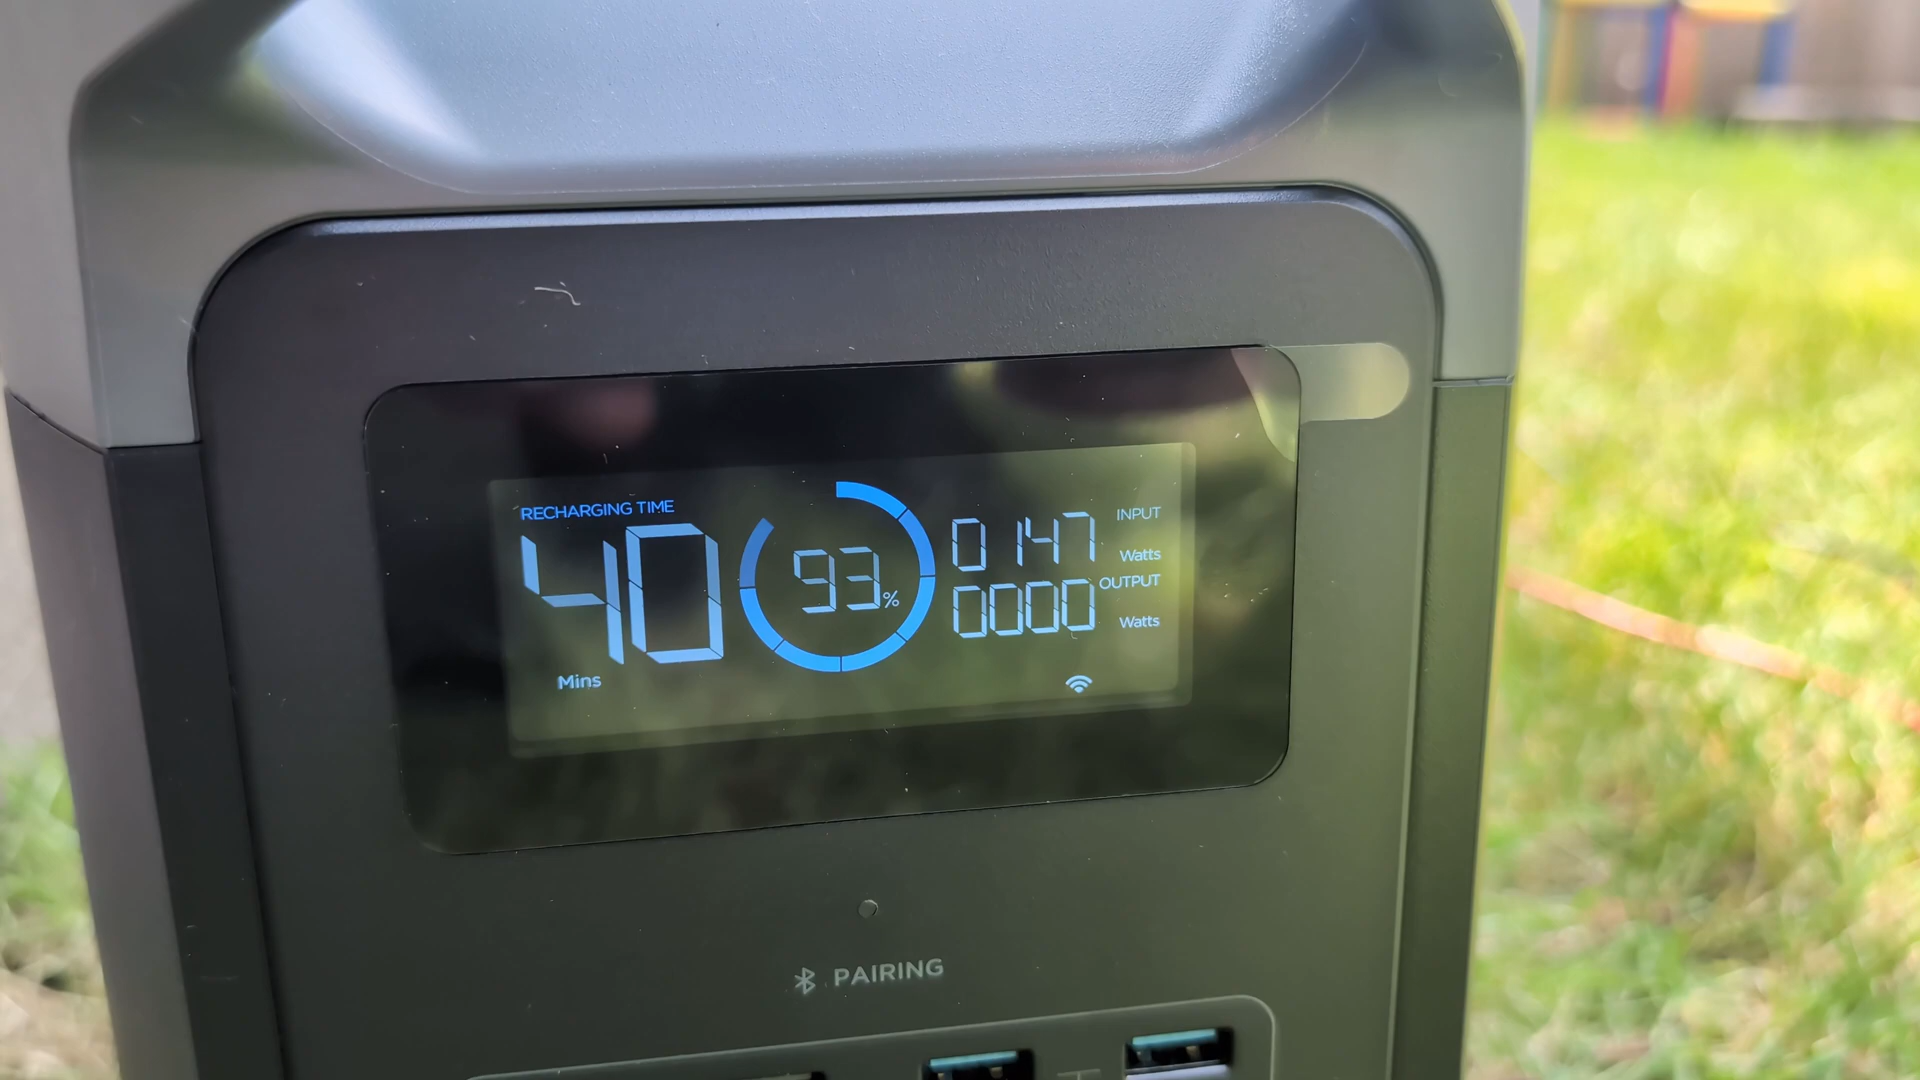 RECHARGING TIME
40
Mins
93%
0147 INPUT
Watts
0000 OUTPUT
Watts
PAIRING